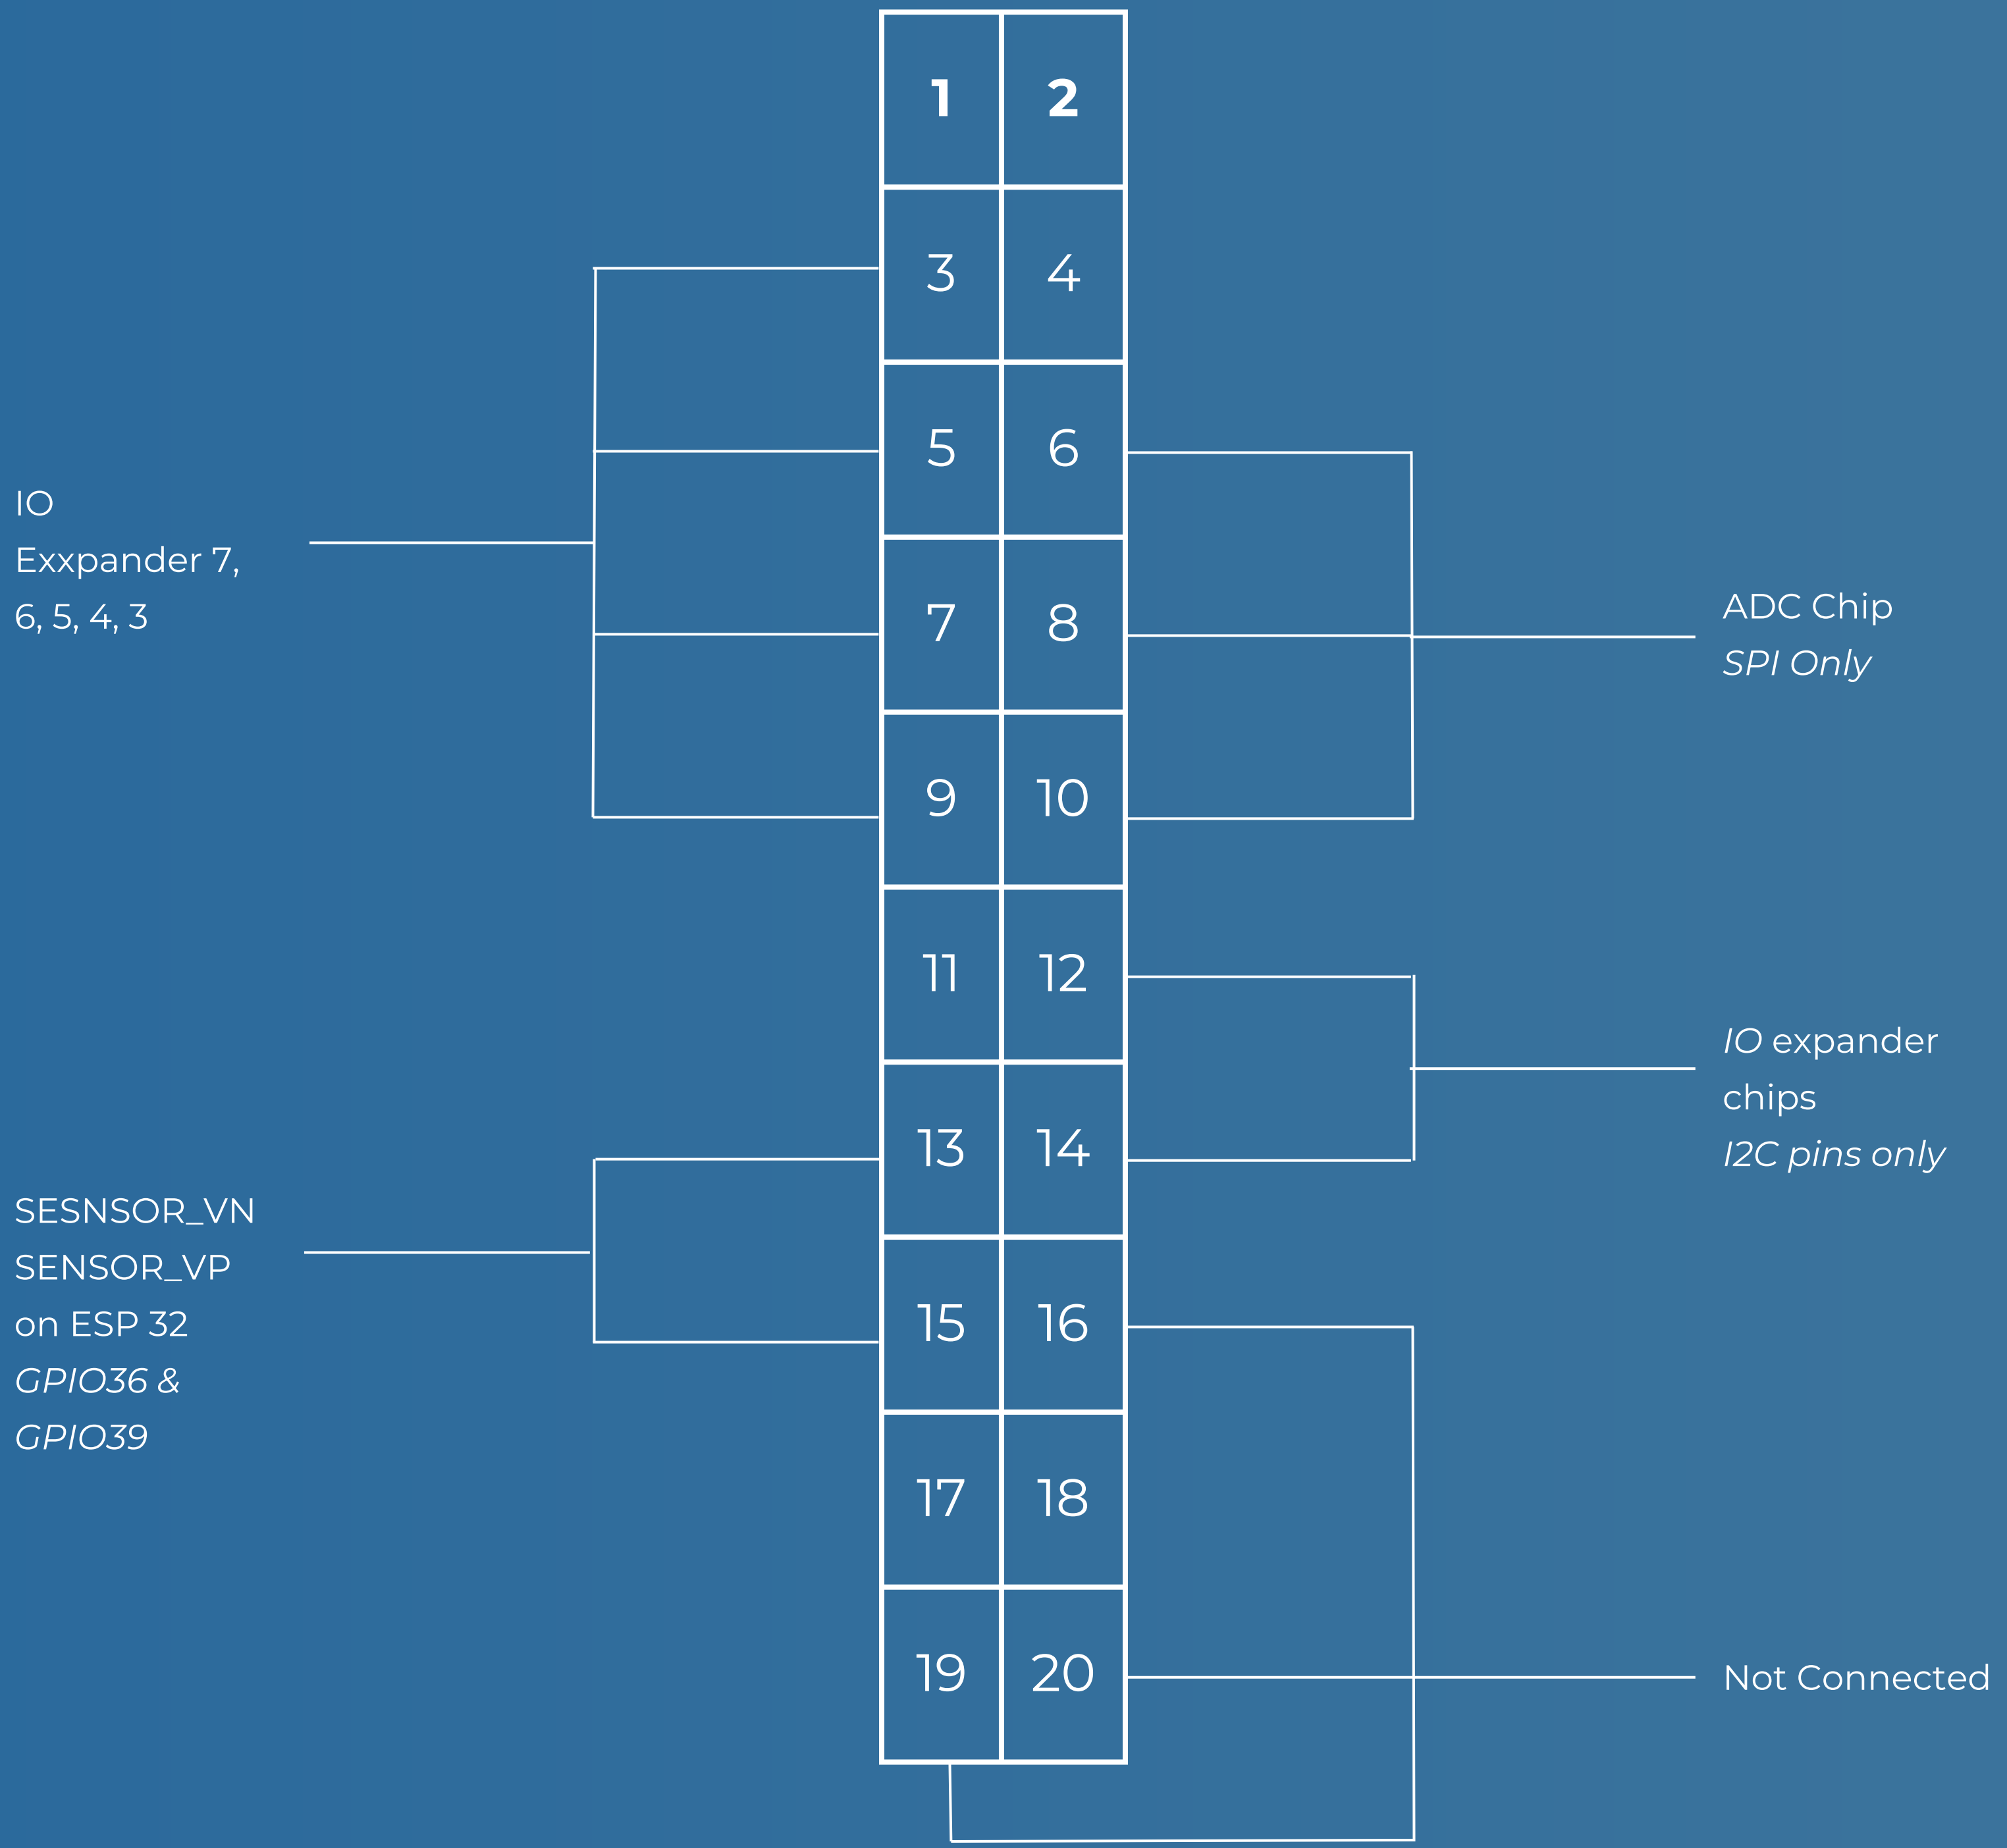 1 2
3 4
5 6
7 8
9 10
11 12
13 14
15 16
17 18
19 20
IO
Exxpander 7,
6, 5, 4, 3
SESNSOR_VN
SENSOR_VP
on ESP 32
GPIO36 &
GPIO39
ADC Chip
SPI Only
IO expander
chips
I2C pins only
Not Connected